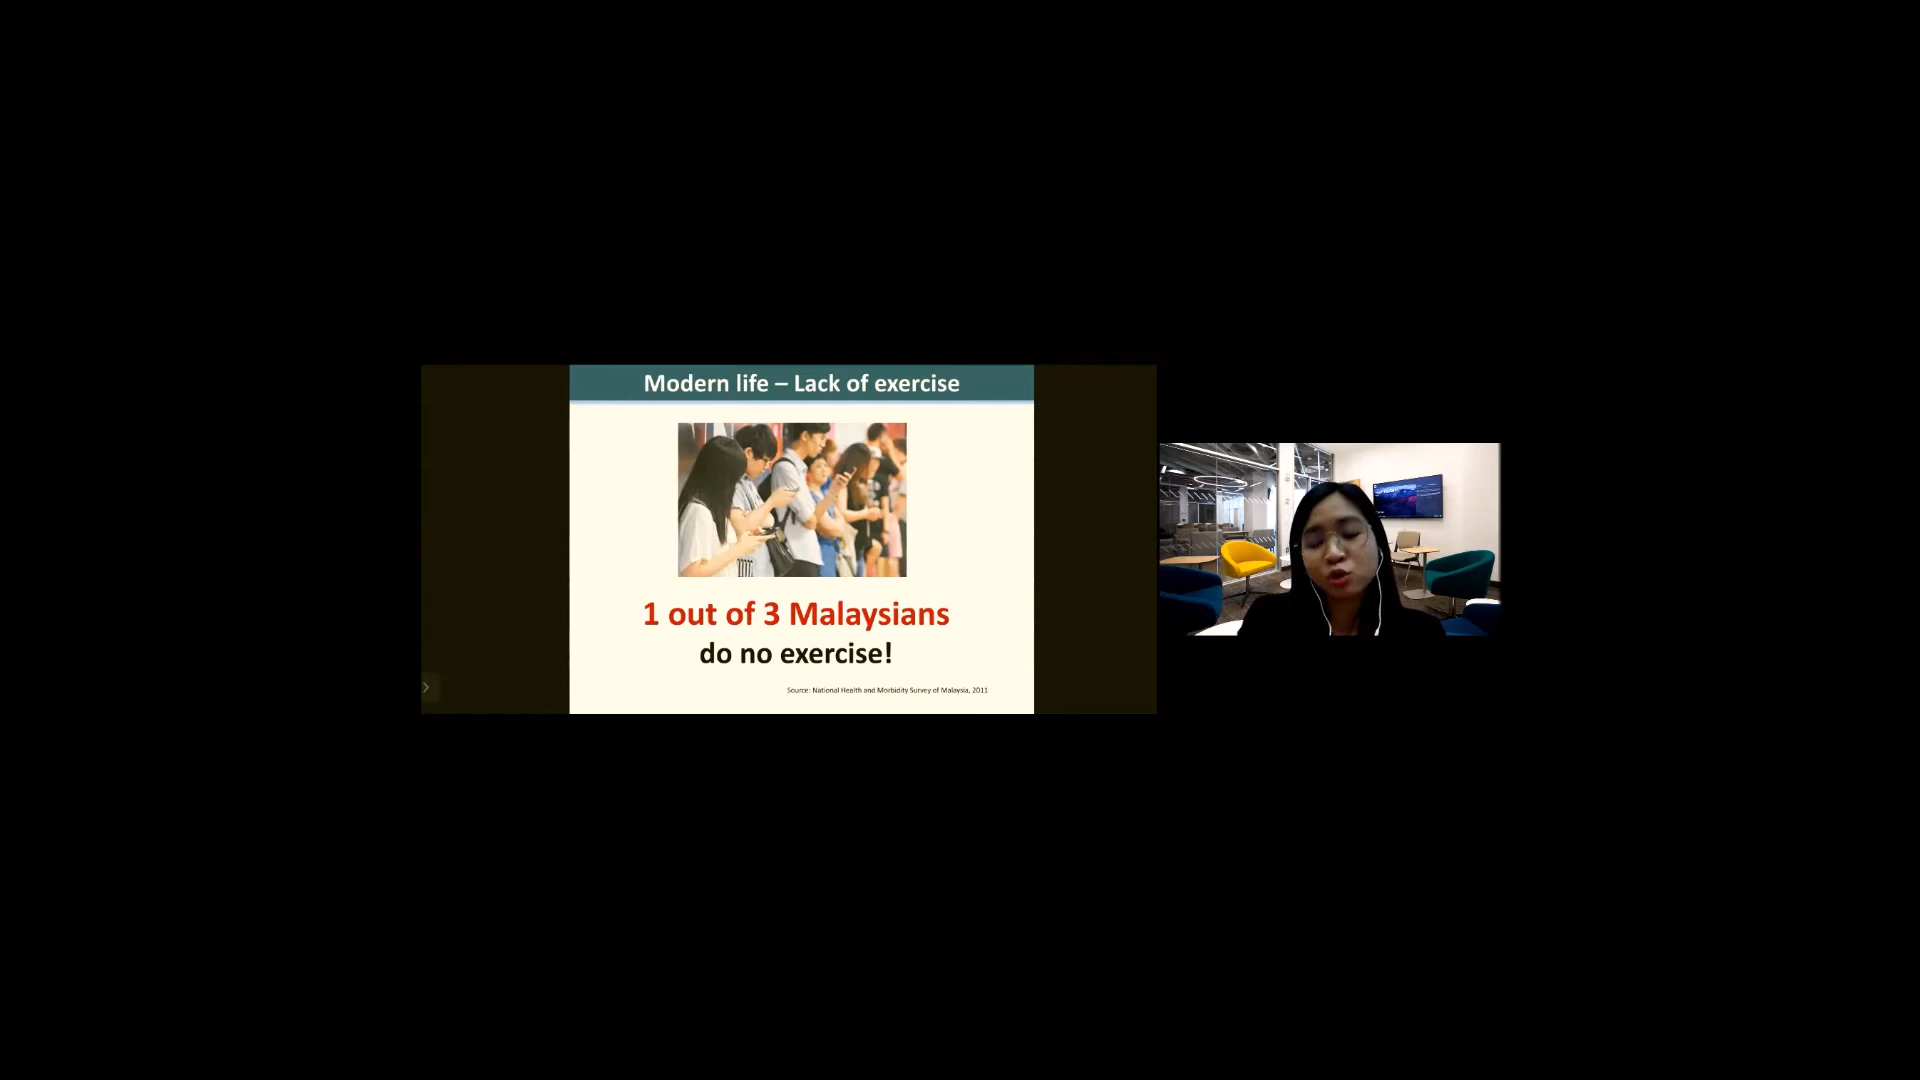 Modern life – Lack of exercise
1 out of 3 Malaysians
do no exercise!
Source: National Health and Morbidity Survey of Malaysia, 2011